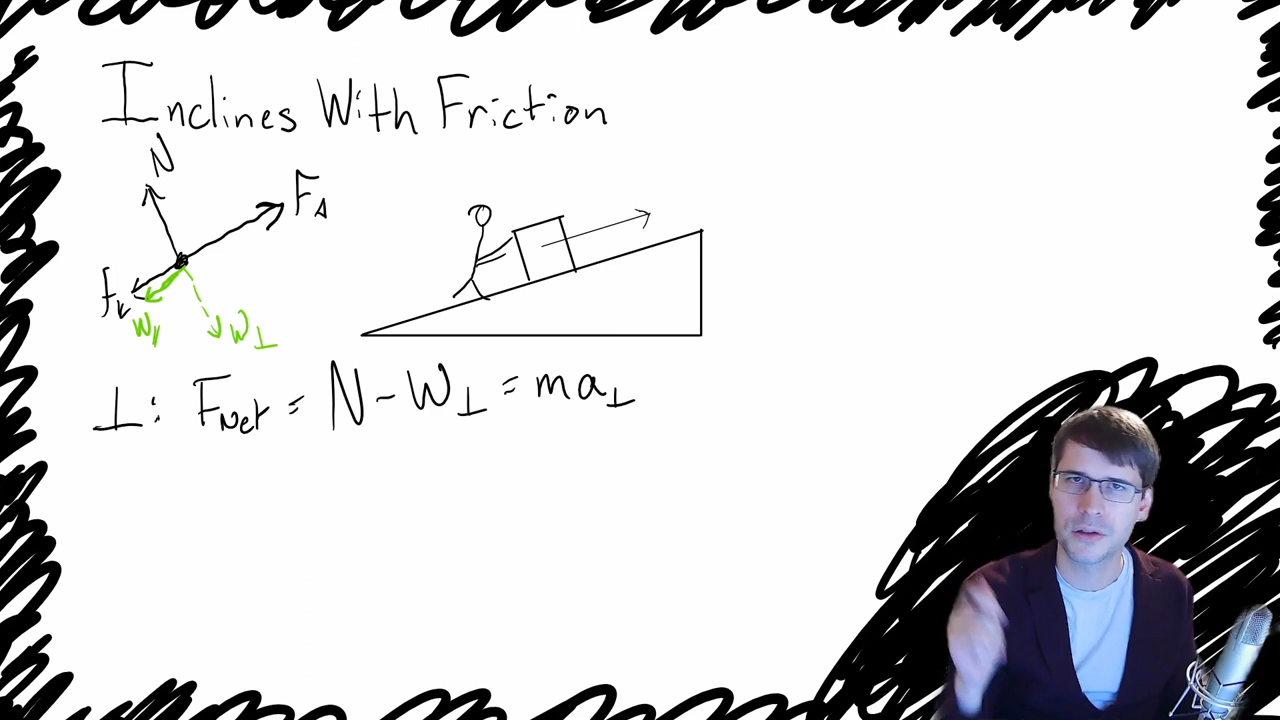 Inclines With Friction
N
F_A
F_k
W_∥
W_⊥
⊥: F_Net = N - W_⊥ = ma_⊥